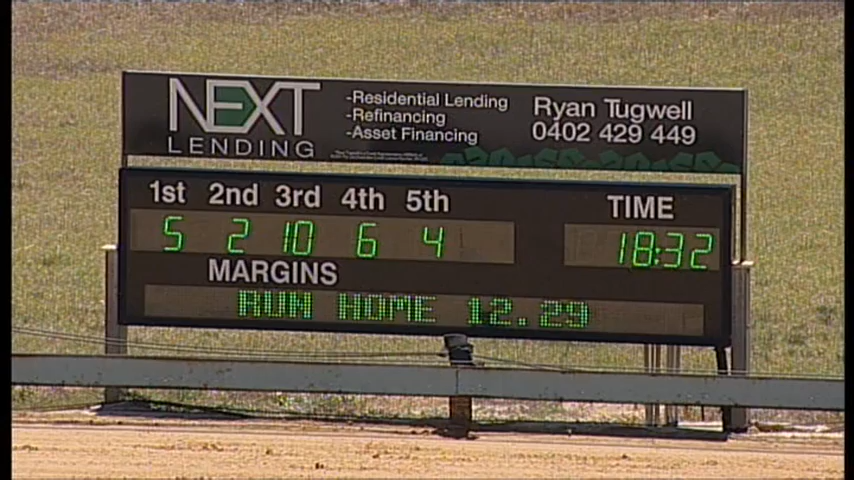 NEXT
LENDING
-Residential Lending
-Refinancing
-Asset Financing
Ryan Tugwell
0402 429 449
1st 2nd 3rd 4th 5th TIME
5 2 10 6 4 18:32
MARGINS
RUN HOME 12.29